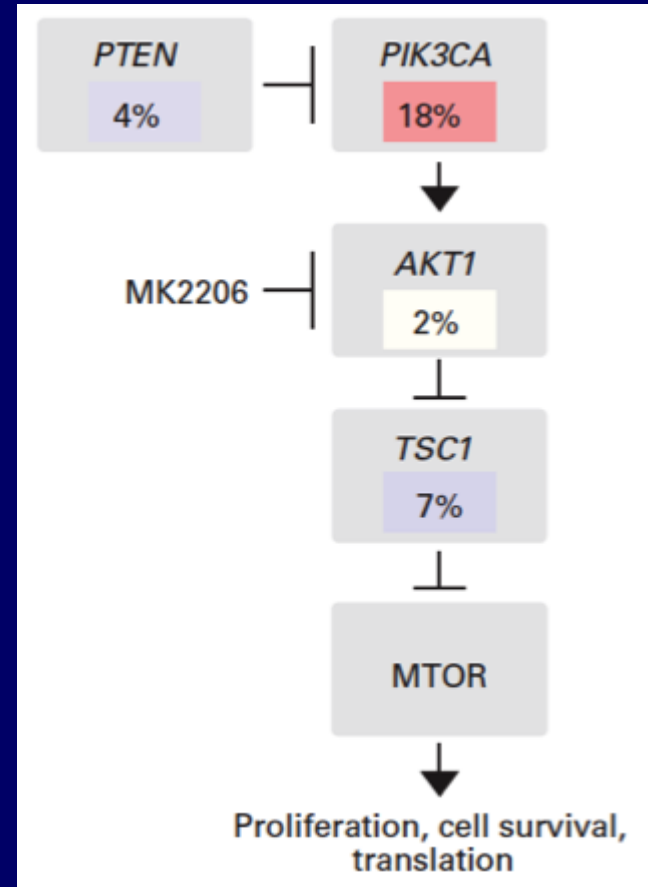 PTEN
4%
PIK3CA
18%
AKT1
2%
MK2206
TSC1
7%
MTOR
Proliferation, cell survival,
translation